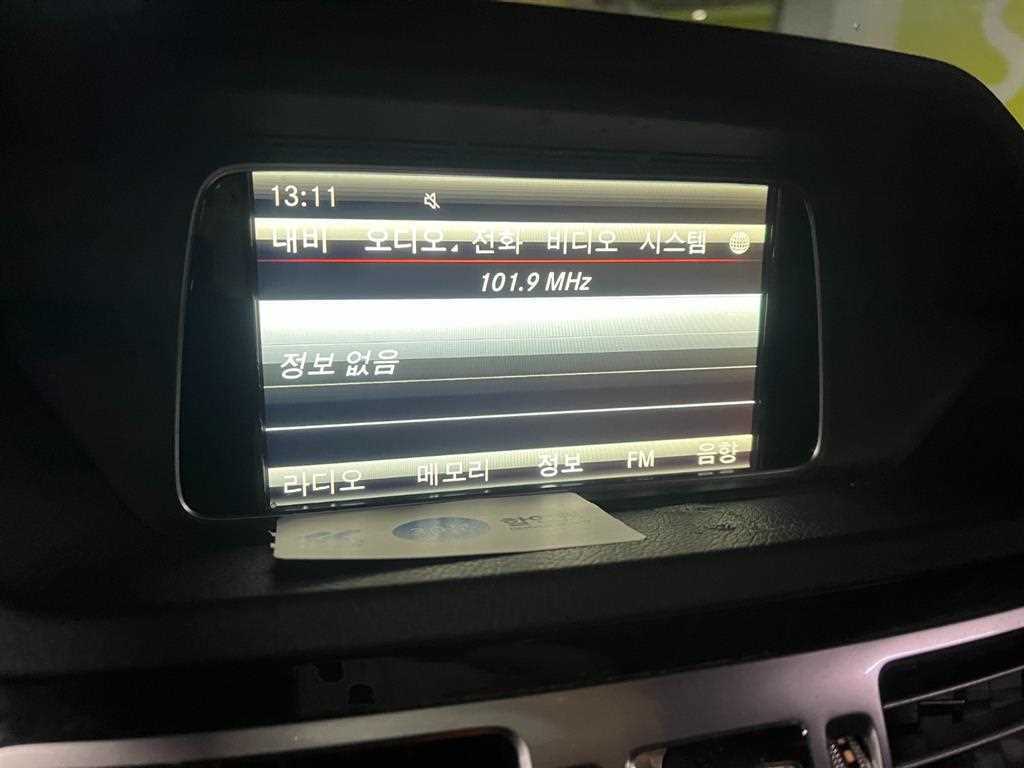 13:11
내비 오디오 전화 비디오 시스템
101.9 MHz
정보 없음
라디오 메모리 정보 FM 음향